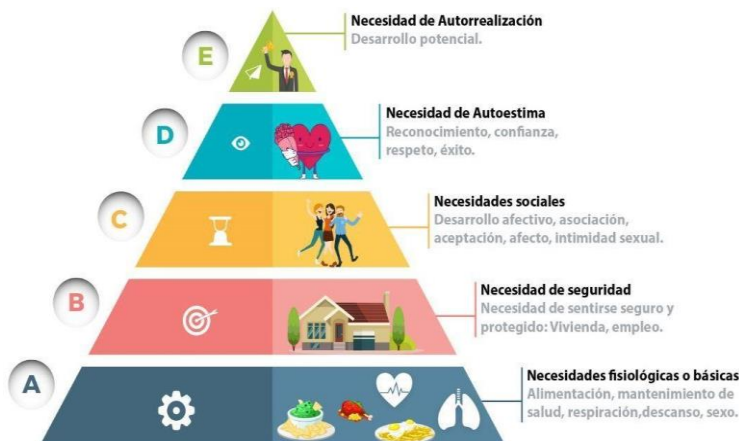 E
Necesidad de Autorrealización
Desarrollo potencial.
D
Necesidad de Autoestima
Reconocimiento, confianza,
respeto, éxito.
C
Necesidades sociales
Desarrollo afectivo, asociación,
aceptación, afecto, intimidad sexual.
B
Necesidad de seguridad
Necesidad de sentirse seguro y
protegido: Vivienda, empleo.
A
Necesidades fisiológicas o básicas
Alimentación, mantenimiento de
salud, respiración,descanso, sexo.